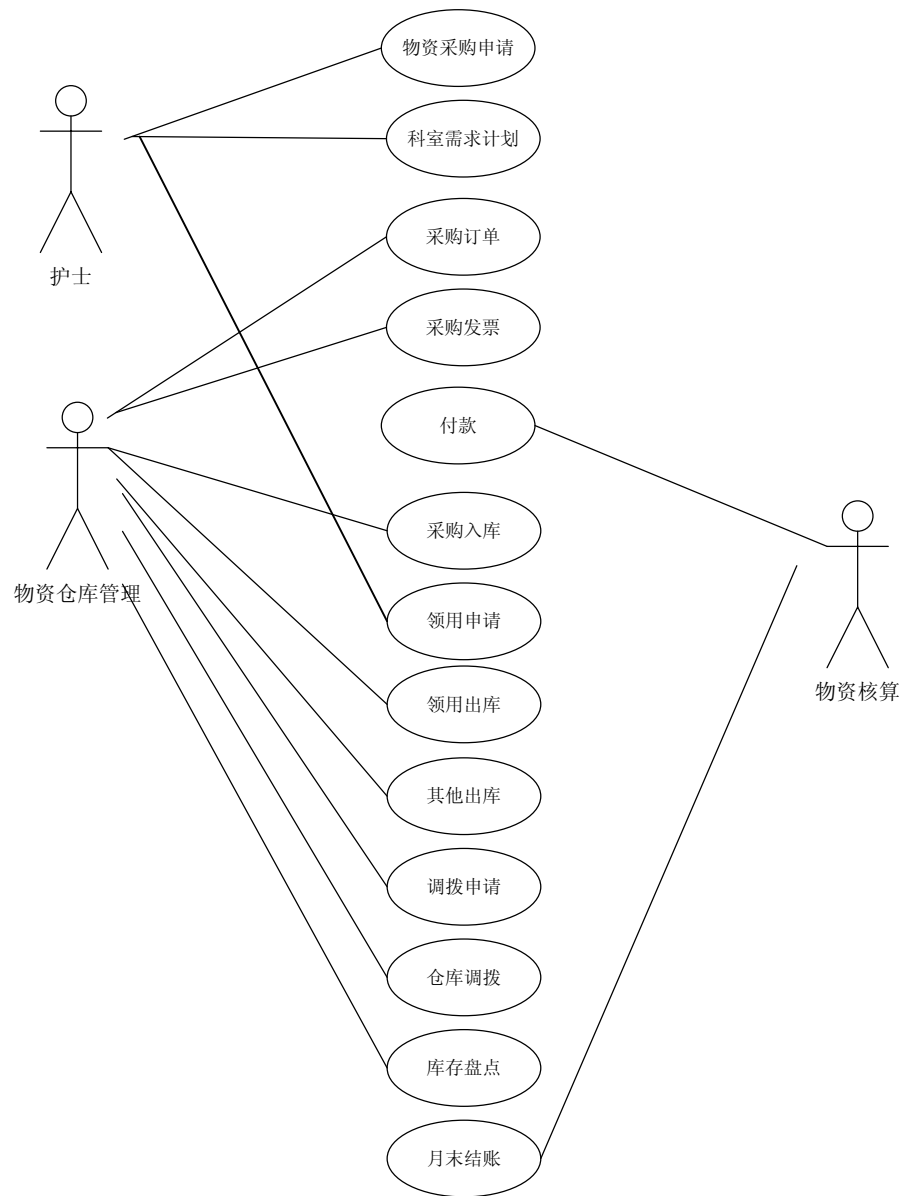 物资采购申请
科室需求计划
护士
采购订单
采购发票
付款
采购入库
物资仓库管理
领用申请
物资核算
领用出库
其他出库
调拨申请
仓库调拨
库存盘点
月末结账